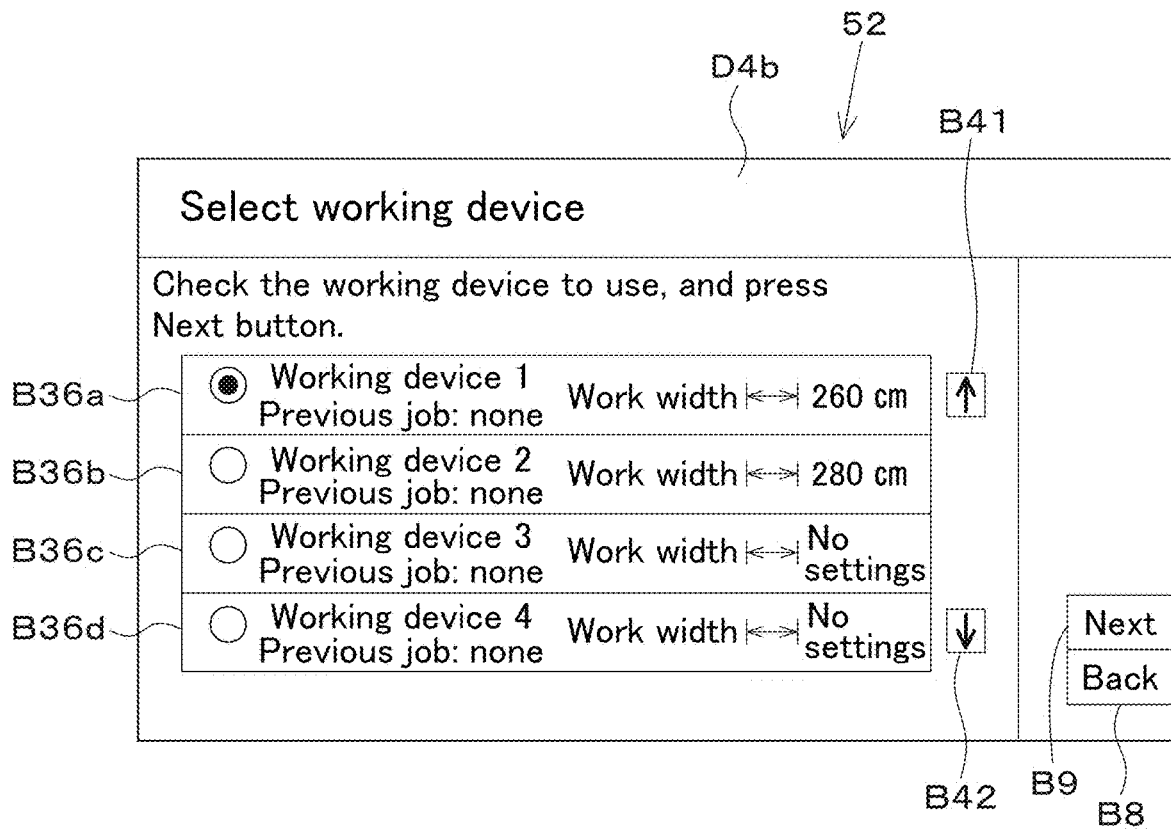 52
D4b
B41
Select working device
Check the working device to use, and press
Next button.
B36a
Working device 1
Previous job: none
Work width
260 cm
B36b
Working device 2
Previous job: none
Work width
280 cm
B36c
Working device 3
Previous job: none
Work width
No
settings
B36d
Working device 4
Previous job: none
Work width
No
settings
Next
Back
B42
B9
B8